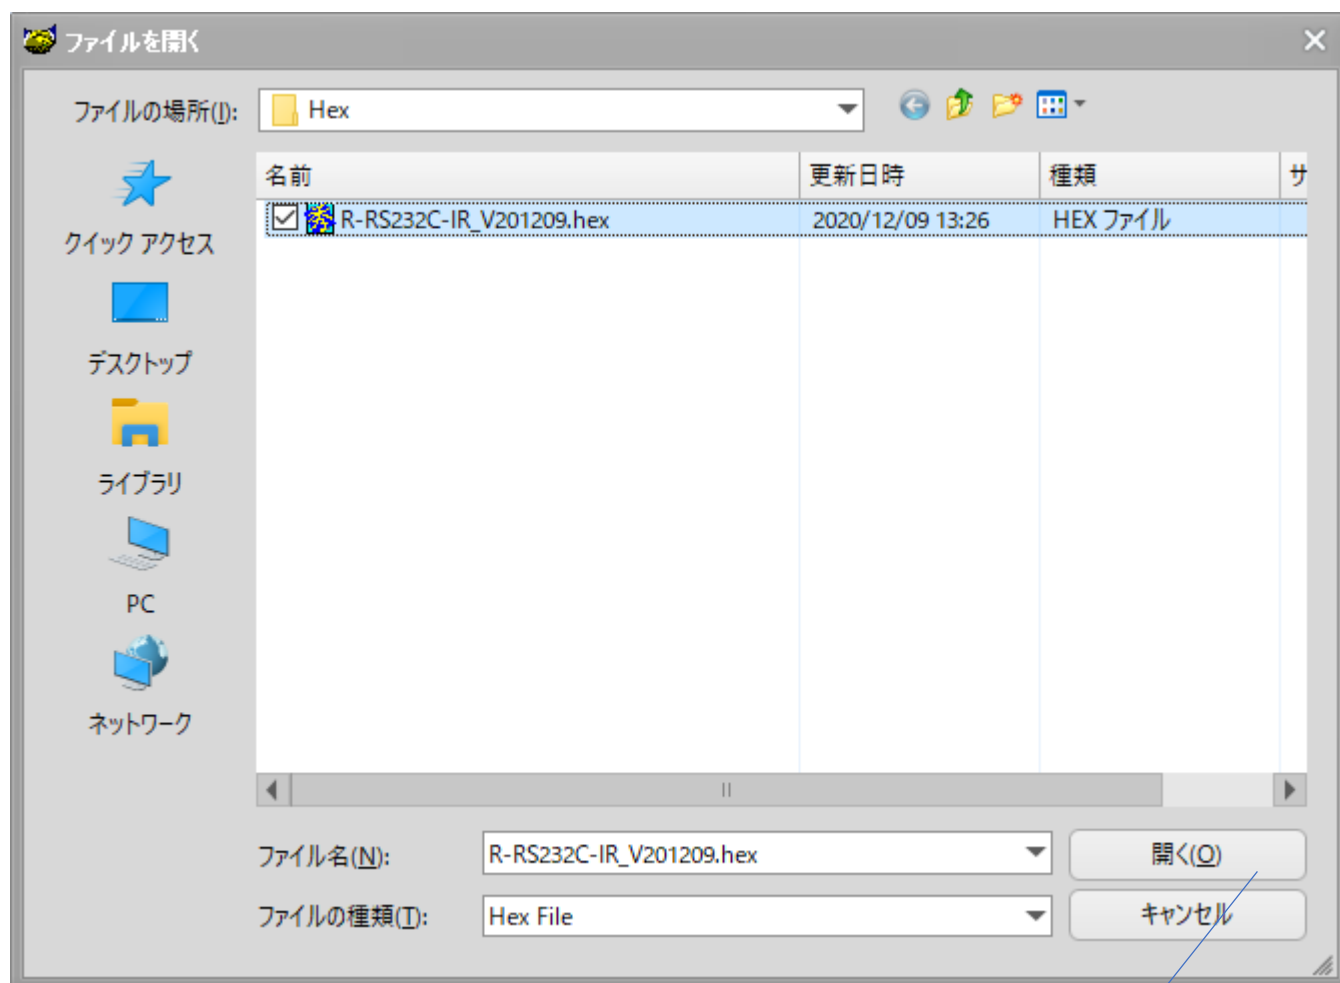 ファイルを開く
ファイルの場所(I): Hex
名前 更新日時 種類 サ
R-RS232C-IR_V201209.hex 2020/12/09 13:26 HEX ファイル
クイック アクセス
デスクトップ
ライブラリ
PC
ネットワーク
ファイル名(N): R-RS232C-IR_V201209.hex 開く(O)
ファイルの種類(T): Hex File キャンセル